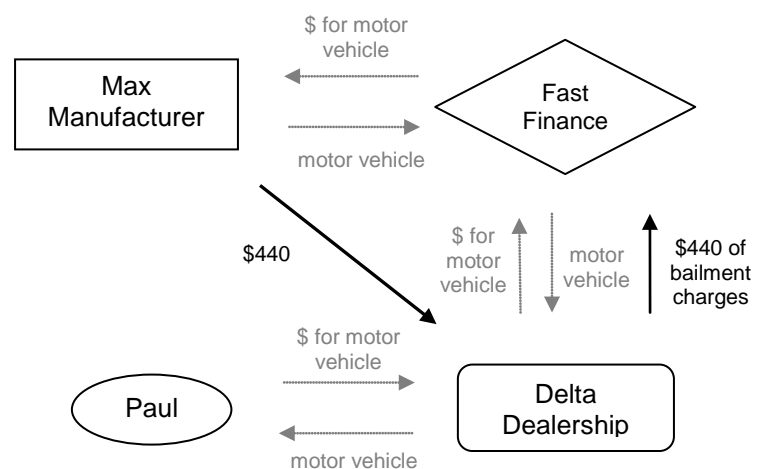 $ for motor
vehicle
Max
Manufacturer
Fast
Finance
motor vehicle
$440
$ for
motor
vehicle
motor
vehicle
$440 of
bailment
charges
$ for motor
vehicle
Paul
Delta
Dealership
motor vehicle